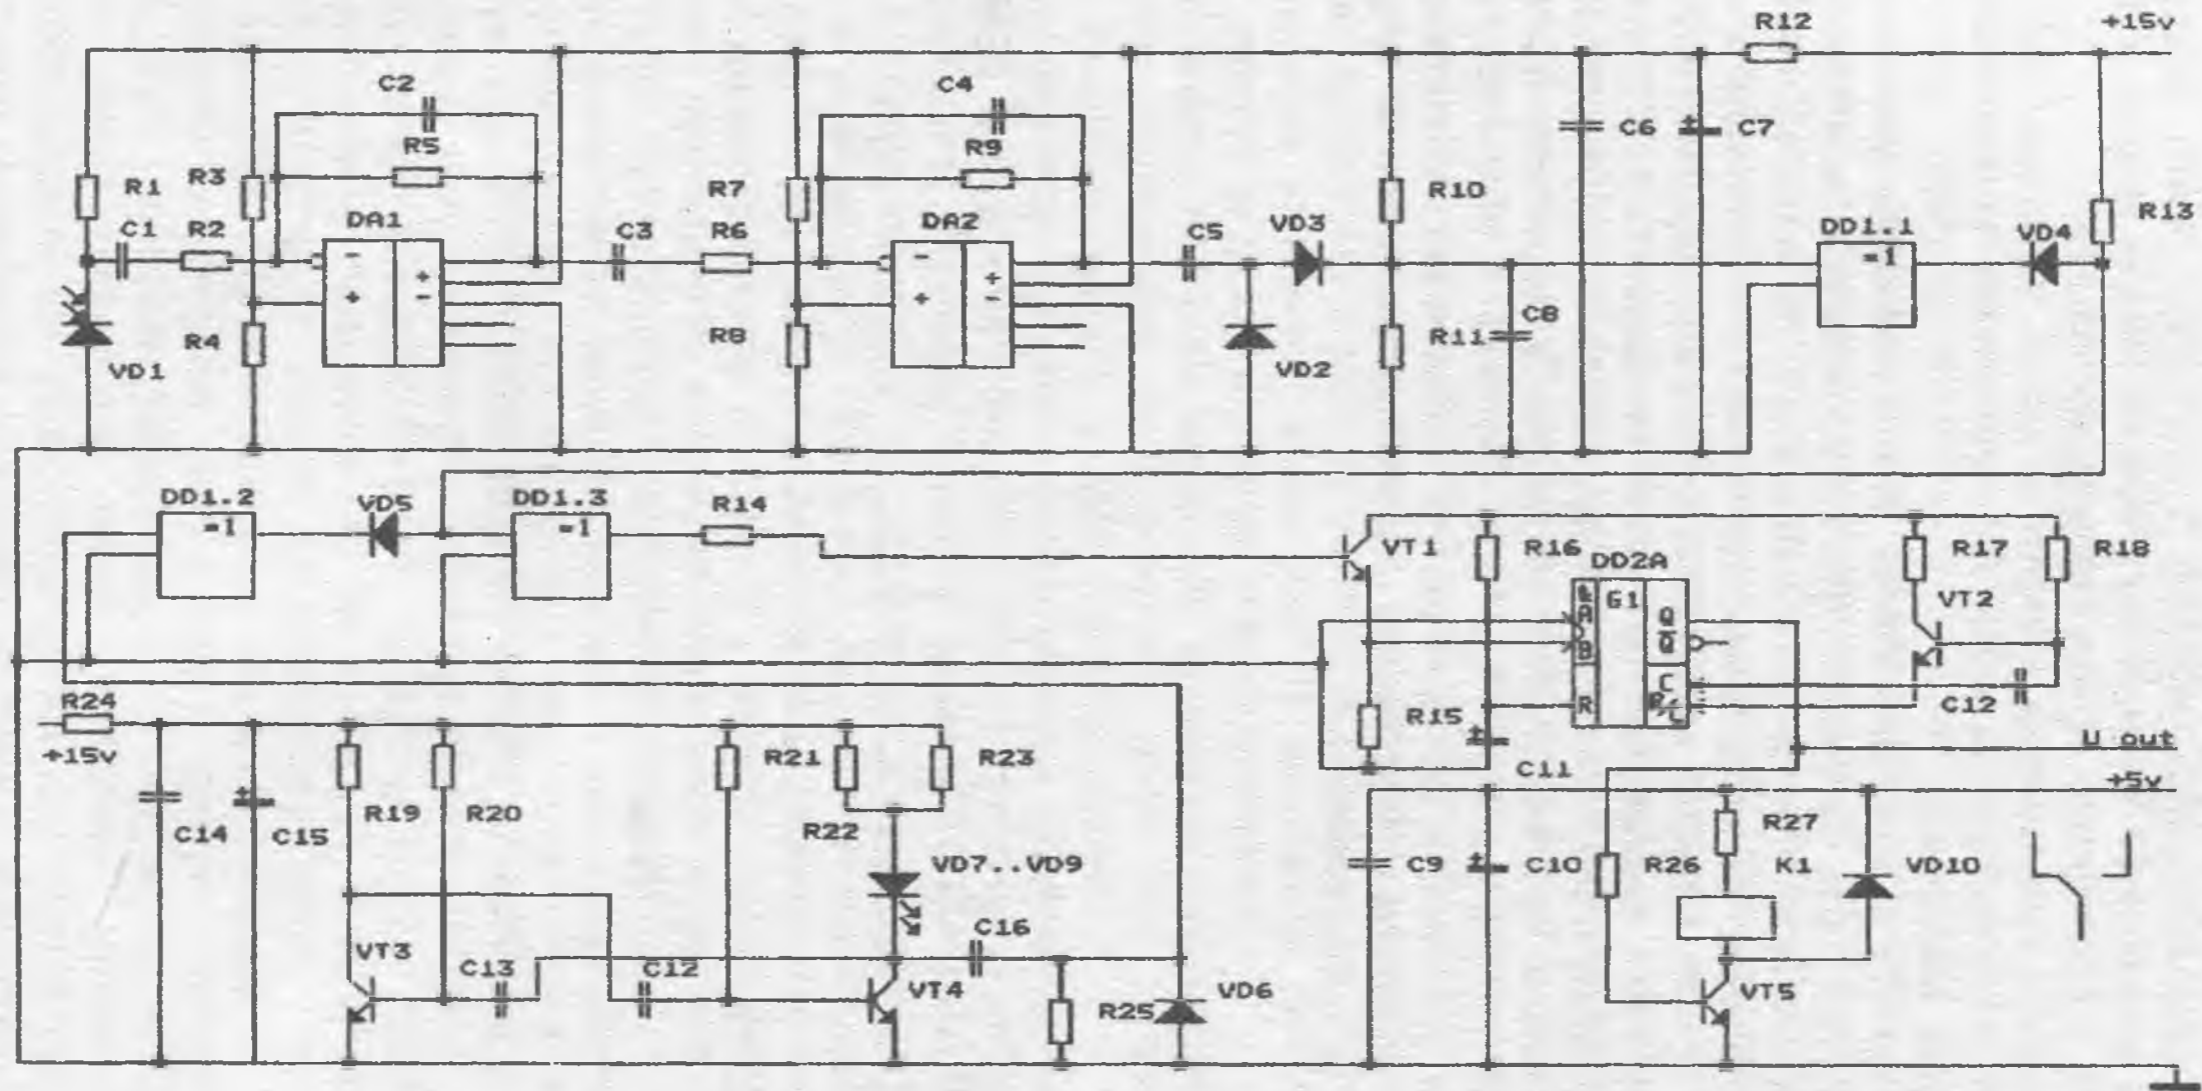 R12 +15v
C2 C4
R5 R9 C6 C7
R1 R3 R7 R10
C1 R2 DA1 C3 R6 DA2 C5 VD3 DD1.1 VD4 R13
- + + - - + + - =1
R4 R8 R11 C8
VD1 VD2
DD1.2 VD5 DD1.3 R14
=1 =1
VT1 R16 DD2A R17 R18
A G1 Q VT2
B Q
C
R24 R R15 C12
+15v R21 R23 U out
C11 +5v
C14 C15 R19 R20 R22 R27
VD7..VD9 C9 C10 R26 K1 VD10
C16
VT3 C13 C12 VT4 VD6 VT5
R25